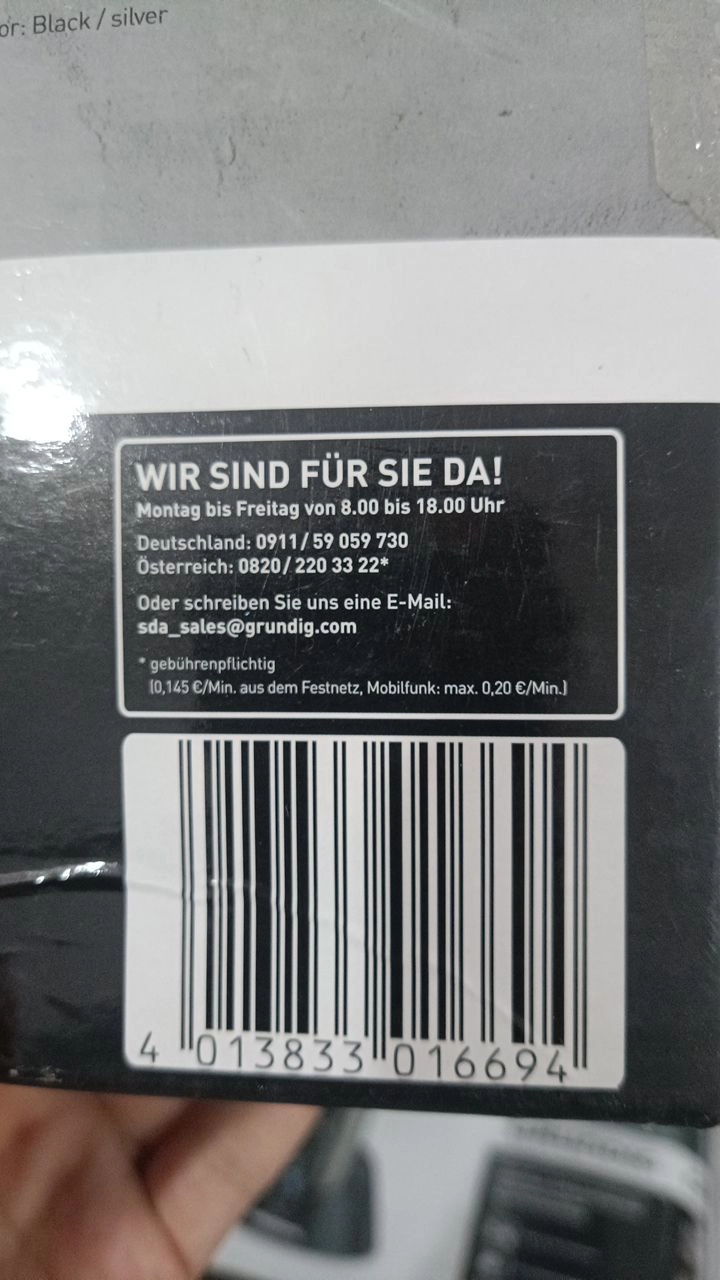 or: Black / silver
WIR SIND FÜR SIE DA!
Montag bis Freitag von 8.00 bis 18.00 Uhr
Deutschland: 0911/ 59 059 730
Österreich: 0820/ 220 33 22*
Oder schreiben Sie uns eine E-Mail:
sda_sales@grundig.com
* gebührenpflichtig
(0,145 €/Min. aus dem Festnetz, Mobilfunk: max. 0,20 €/Min.)
4 013833 016694